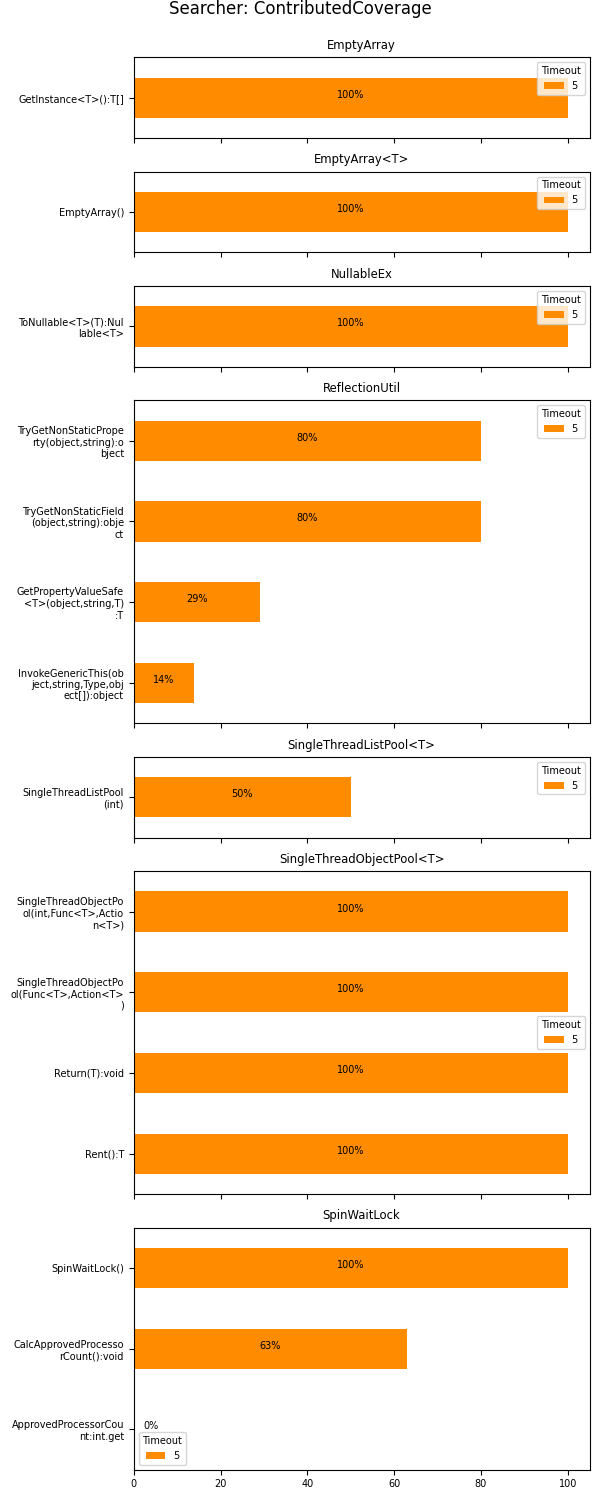 Searcher: ContributedCoverage
EmptyArray
GetInstance<T>():T[]
100%
Timeout
5
EmptyArray<T>
EmptyArray()
100%
Timeout
5
NullableEx
ToNullable<T>(T):Nul
lable<T>
100%
Timeout
5
ReflectionUtil
TryGetNonStaticPrope
rty(object,string):o
bject
80%
Timeout
5
TryGetNonStaticField
(object,string):obje
ct
80%
GetPropertyValueSafe
<T>(object,string,T)
:T
29%
InvokeGenericThis(ob
ject,string,Type,obj
ect[]):object
14%
SingleThreadListPool<T>
SingleThreadListPool
(int)
50%
Timeout
5
SingleThreadObjectPool<T>
SingleThreadObjectPo
ol(int,Func<T>,Actio
n<T>)
100%
SingleThreadObjectPo
ol(Func<T>,Action<T>
)
100%
Timeout
5
Return(T):void
100%
Rent():T
100%
SpinWaitLock
SpinWaitLock()
100%
CalcApprovedProcesso
rCount():void
63%
ApprovedProcessorCou
nt:int.get
0%
Timeout
5
0 20 40 60 80 100